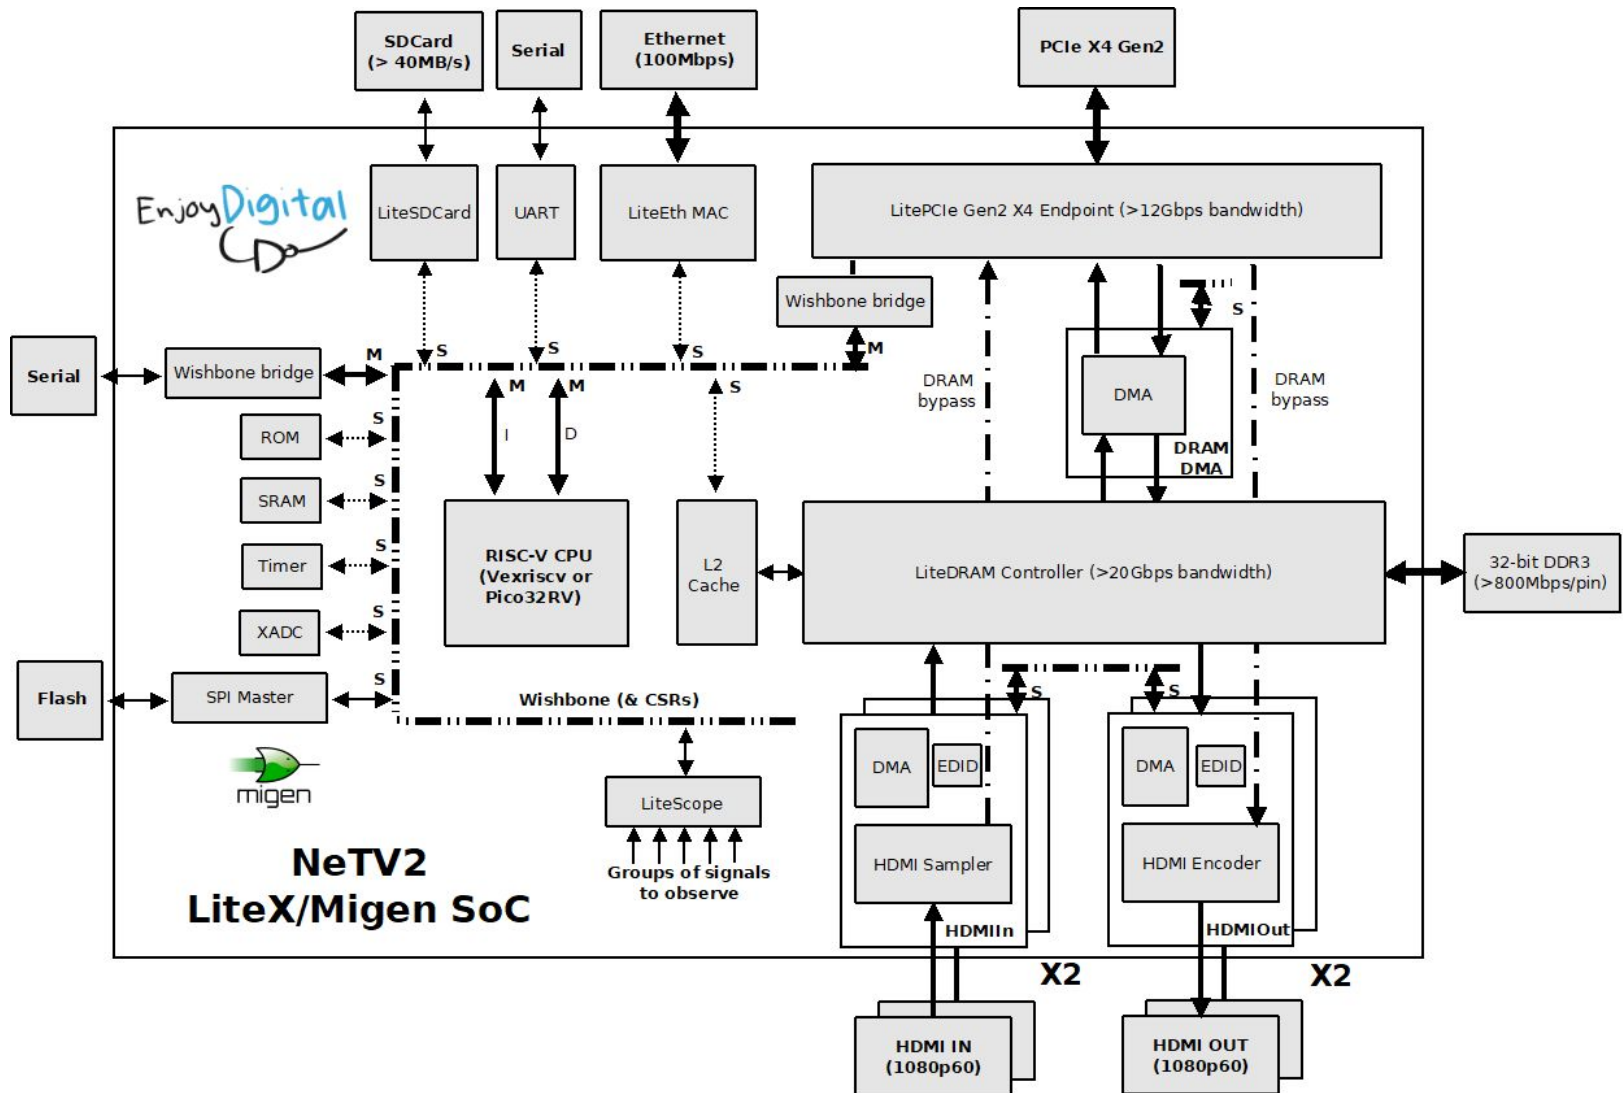 SDCard
(> 40MB/s)
Serial
Ethernet
(100Mbps)
PCIe X4 Gen2
EnjoyDigital
LiteSDCard
UART
LiteEth MAC
LitePCIe Gen2 X4 Endpoint (>12Gbps bandwidth)
Wishbone bridge
S
S
S
S
M
Serial
Wishbone bridge
M
M
M
S
I
D
DRAM
bypass
DMA
DRAM
DMA
DRAM
bypass
ROM
S
SRAM
S
Timer
S
XADC
S
Flash
SPI Master
S
RISC-V CPU
(Vexriscv or
Pico32RV)
L2
Cache
LiteDRAM Controller (>20Gbps bandwidth)
32-bit DDR3
(>800Mbps/pin)
Wishbone (& CSRs)
S
S
migen
LiteScope
Groups of signals
to observe
DMA
EDID
HDMI Sampler
HDMIIn
DMA
EDID
HDMI Encoder
HDMIOut
NeTV2
LiteX/Migen SoC
X2
X2
HDMI IN
(1080p60)
HDMI OUT
(1080p60)